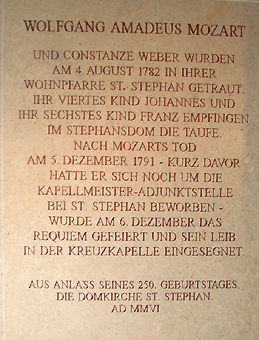 WOLFGANG AMADEUS MOZART
UND CONSTANZE WEBER WURDEN
AM 4. AUGUST 1782 IN IHRER
WOHNPFARRE ST. STEPHAN GETRAUT.
IHR VIERTES KIND JOHANNES UND
IHR SECHSTES KIND FRANZ EMPFINGEN
IM STEPHANSDOM DIE TAUFE.
NACH MOZARTS TOD
AM 5. DEZEMBER 1791 - KURZ DAVOR
HATTE ER SICH NOCH UM DIE
KAPELLMEISTER-ADJUNKTSTELLE
BEI ST. STEPHAN BEWORBEN -
WURDE AM 6. DEZEMBER DAS
REQUIEM GEFEIERT UND SEIN LEIB
IN DER KREUZKAPELLE EINGESEGNET.
AUS ANLASS SEINES 250. GEBURTSTAGES,
DIE DOMKIRCHE ST. STEPHAN.
AD MMVI